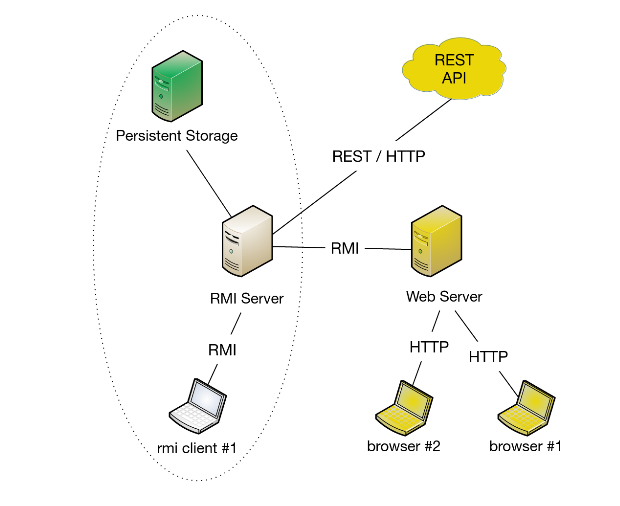 REST
API
Persistent Storage
REST / HTTP
RMI
RMI Server
Web Server
RMI
HTTP
HTTP
rmi client #1
browser #2
browser #1